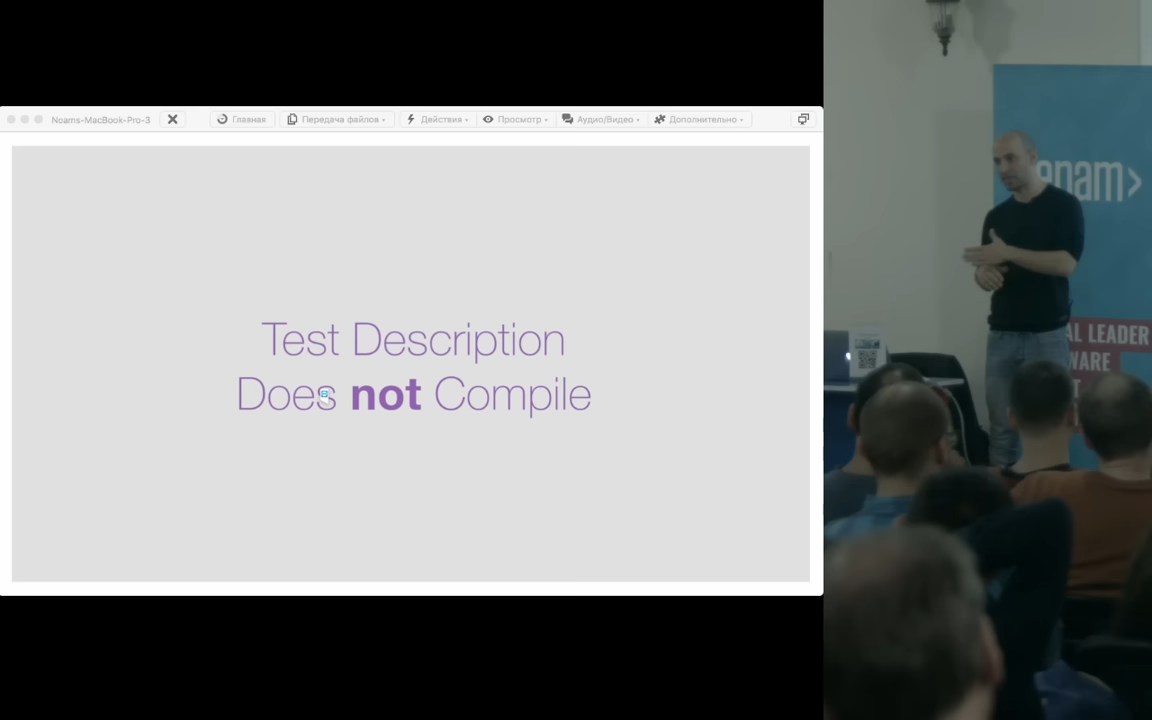 Noams-MacBook-Pro-3
Главная
Передача файлов
Действия
Просмотр
Аудио/Видео
Дополнительно
Test Description
Does not Compile
enam>
AL LEADER
WARE